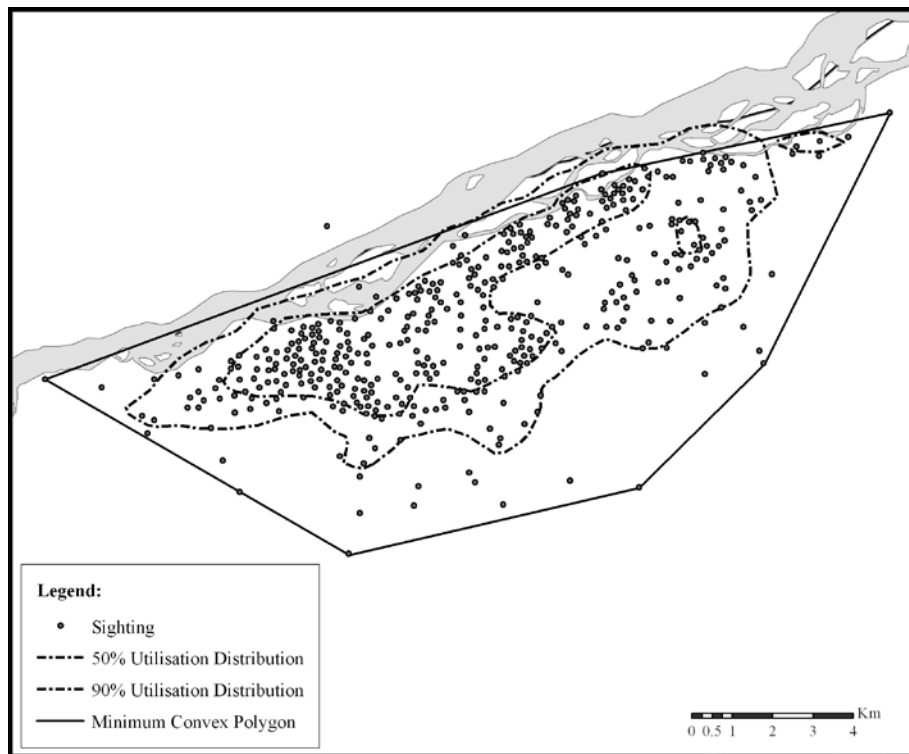 Legend:
Sighting
50% Utilisation Distribution
90% Utilisation Distribution
Minimum Convex Polygon
Km
0 0.5 1 2 3 4